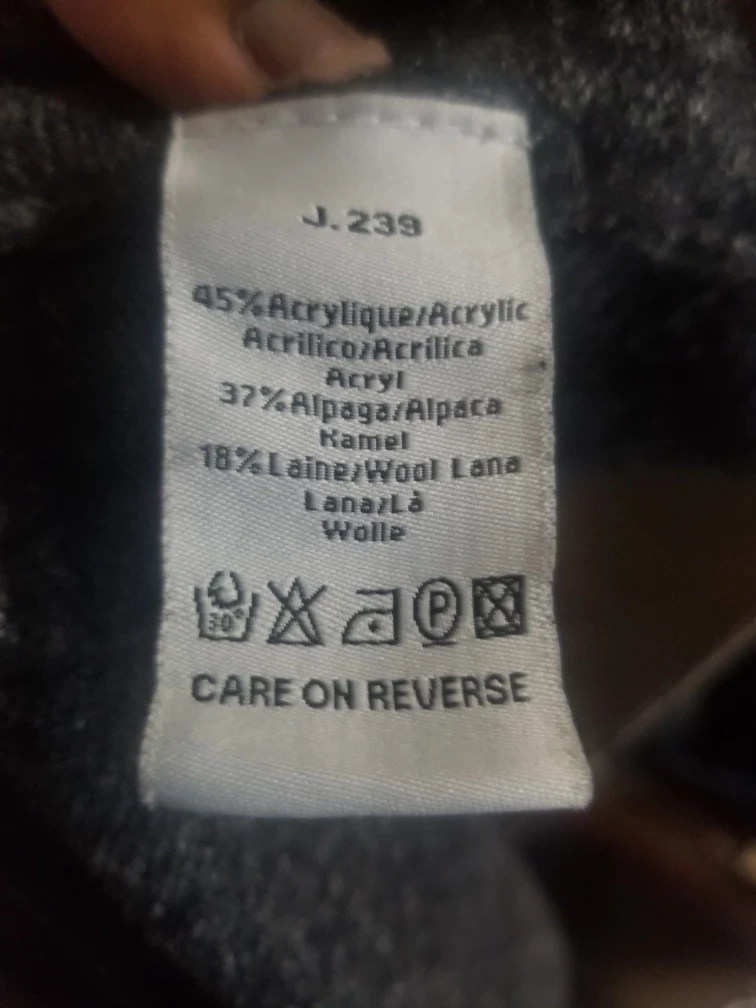 J.239
45%Acrylique/Acrylic
Acrilico/Acrilica
Acryl
37%Alpaga/Alpaca
Kamel
18%Laine/Wool Lana
Lana/Là
Wolle
30° P
CARE ON REVERSE